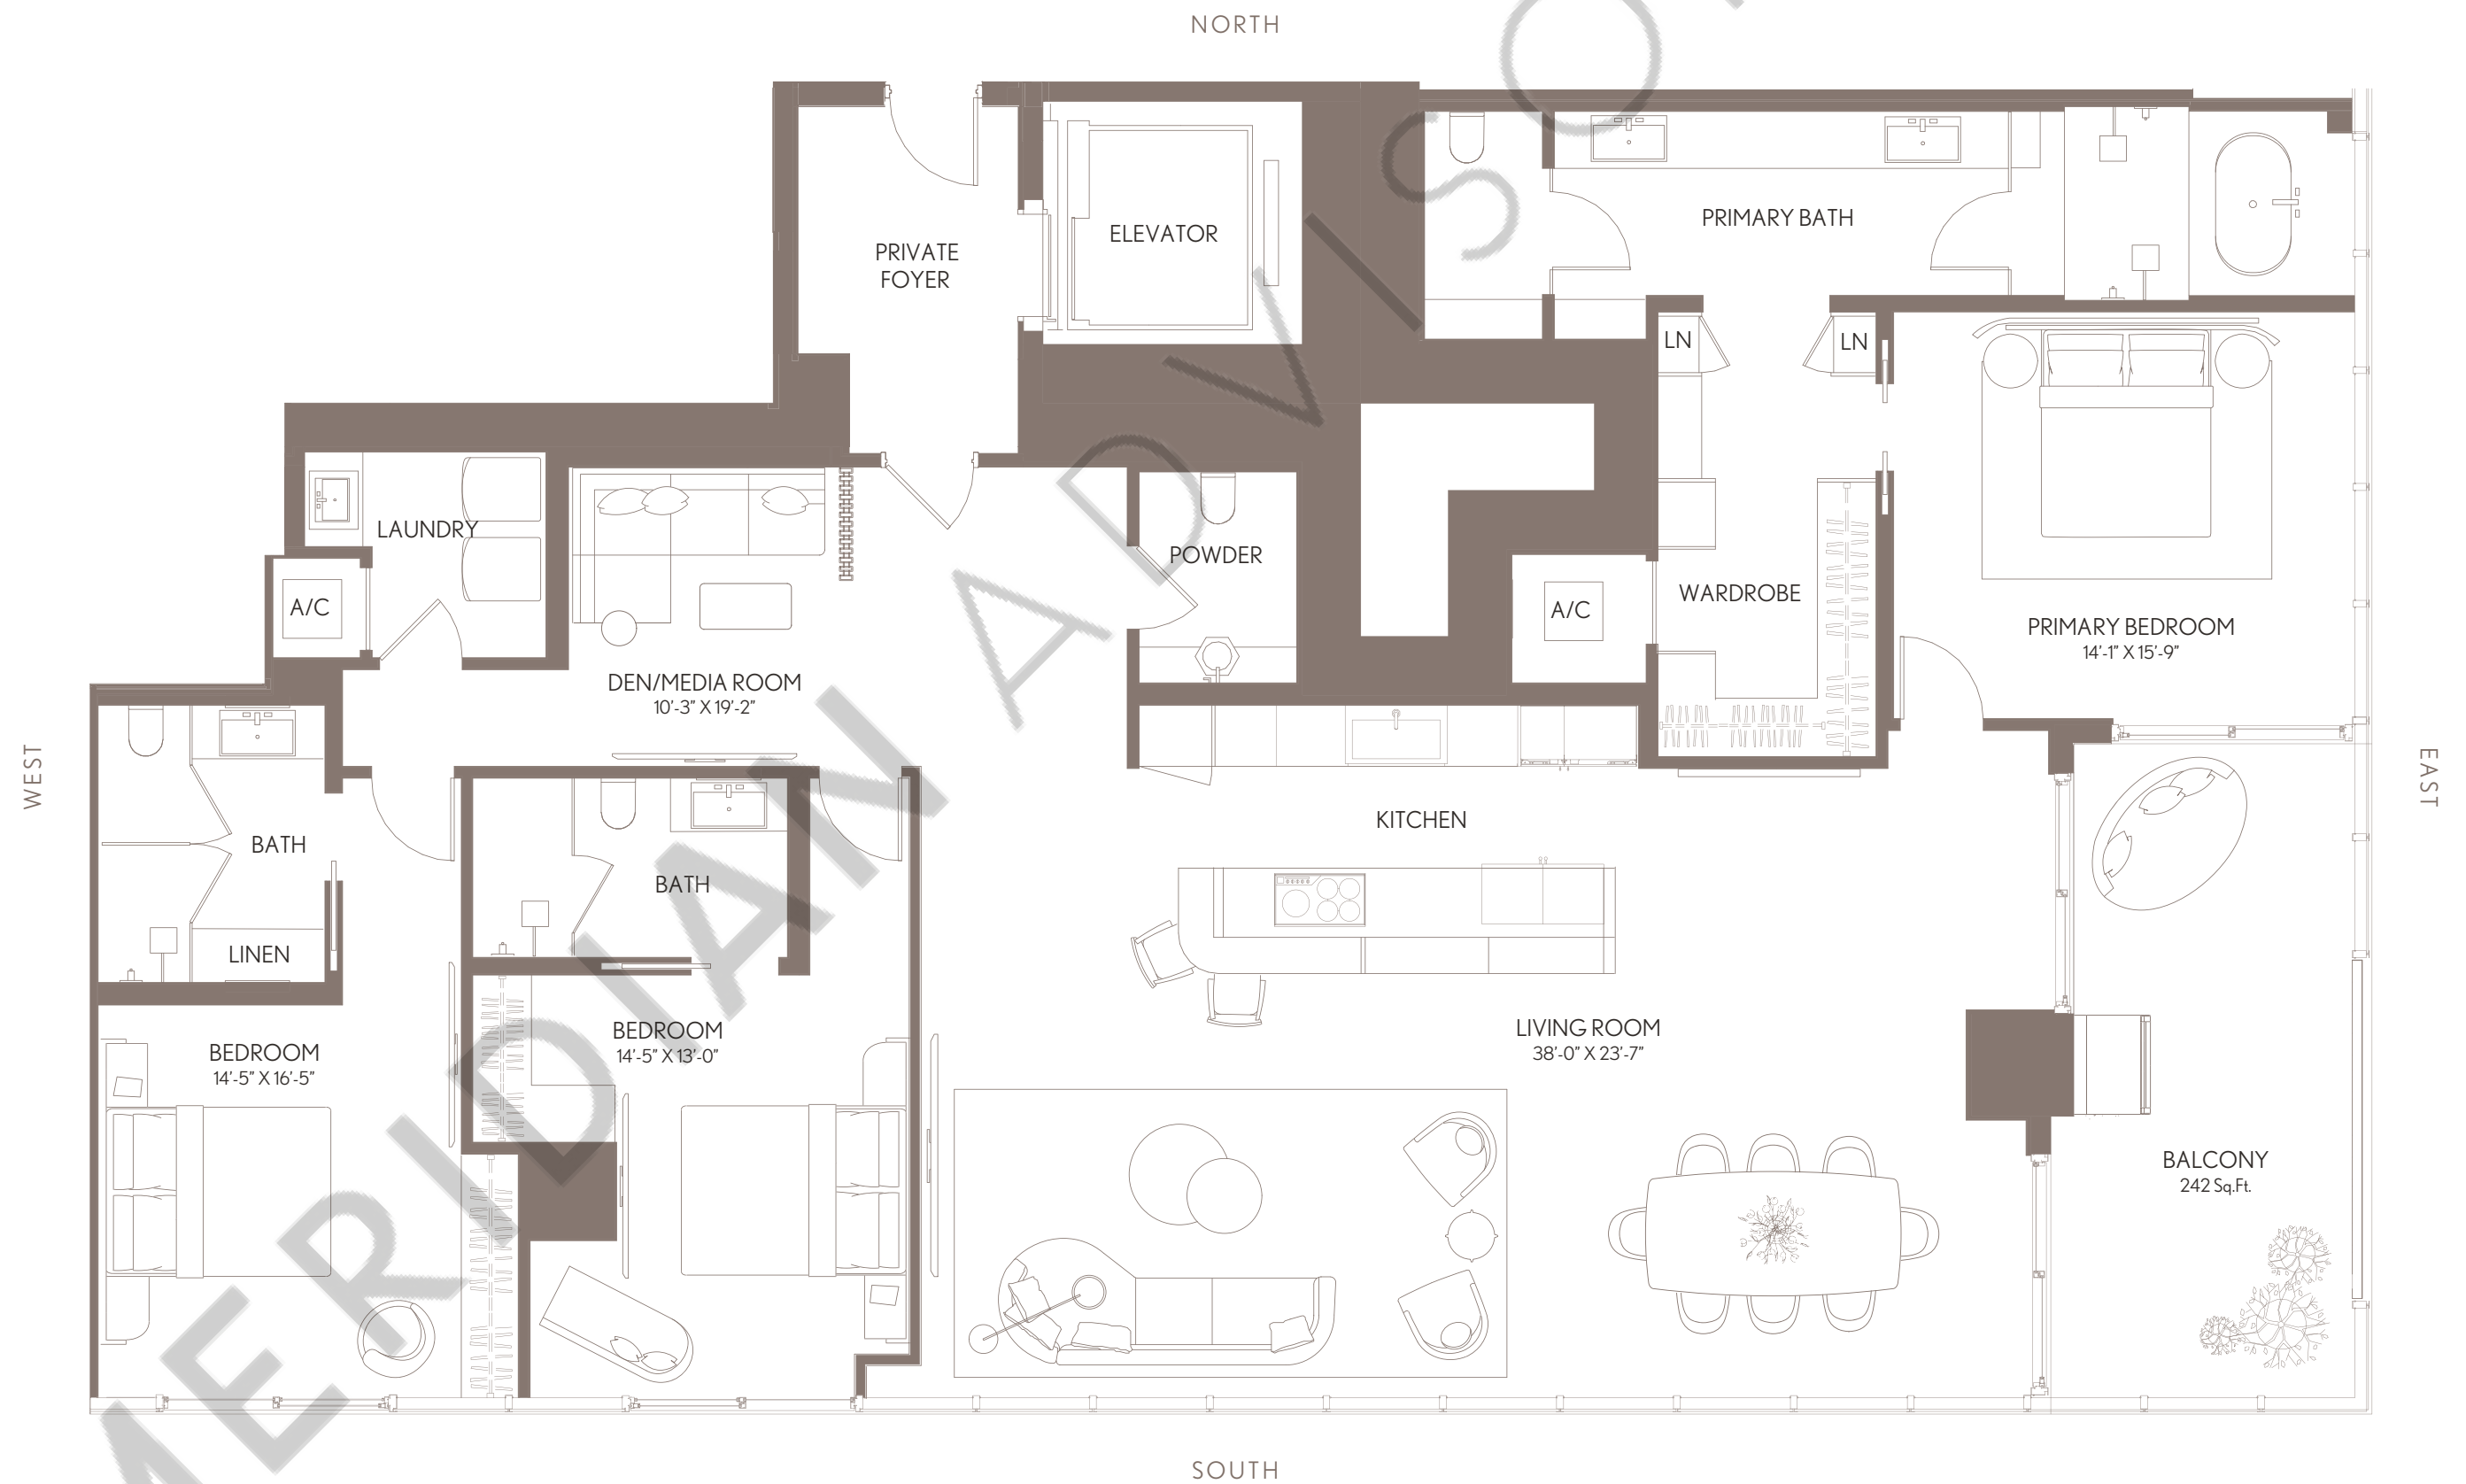 NORTH
PRIVATE
FOYER
ELEVATOR
PRIMARY BATH
LN
LN
LAUNDRY
A/C
POWDER
A/C
WARDROBE
PRIMARY BEDROOM
14'-1" X 15'-9"
DEN/MEDIA ROOM
10'-3" X 19'-2"
WEST
EAST
KITCHEN
BATH
BATH
LINEN
BEDROOM
14'-5" X 16'-5"
BEDROOM
14'-5" X 13'-0"
LIVING ROOM
38'-0" X 23'-7"
BALCONY
242 Sq.Ft.
SOUTH
MERIDIAN ADVISO